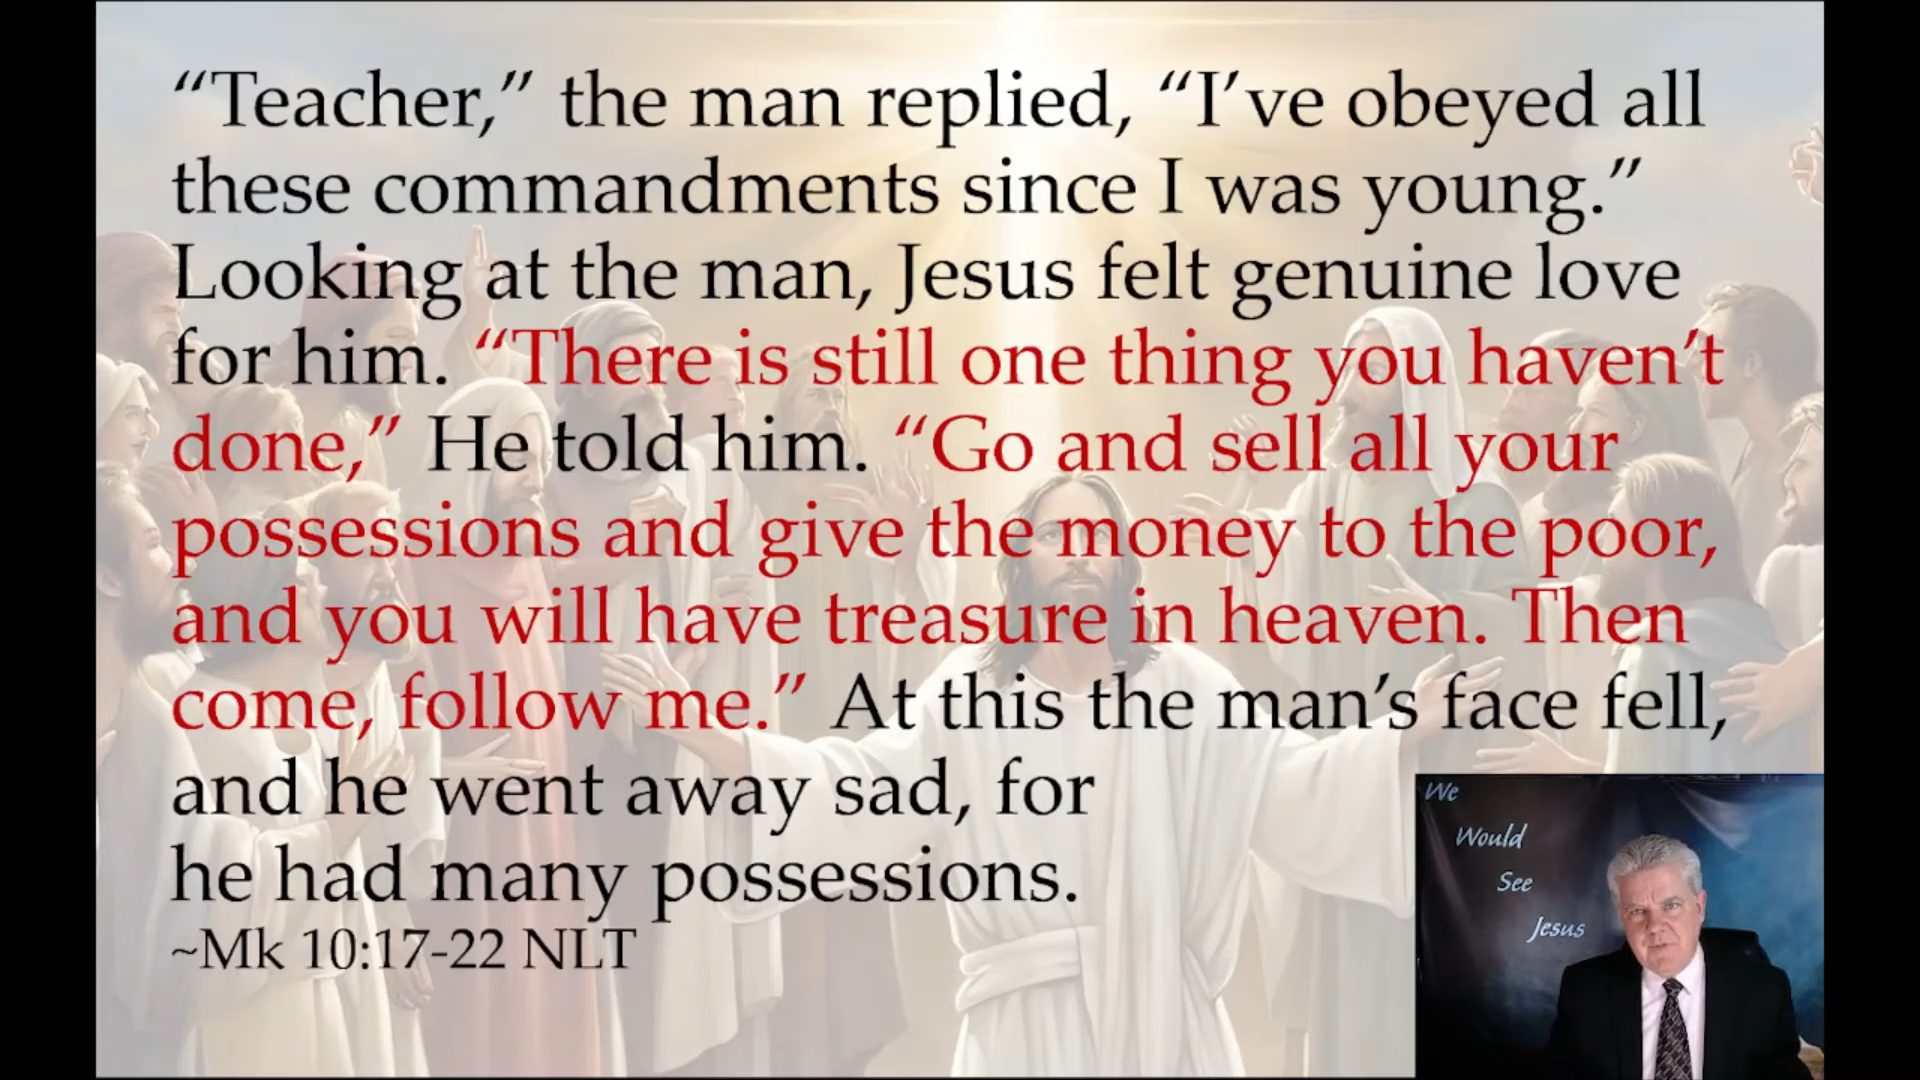 “Teacher,” the man replied, “I’ve obeyed all
these commandments since I was young.”
Looking at the man, Jesus felt genuine love
for him. “There is still one thing you haven’t
done,” He told him. “Go and sell all your
possessions and give the money to the poor,
and you will have treasure in heaven. Then
come, follow me.” At this the man’s face fell,
and he went away sad, for
he had many possessions.
~Mk 10:17-22 NLT
We
Would
See
Jesus